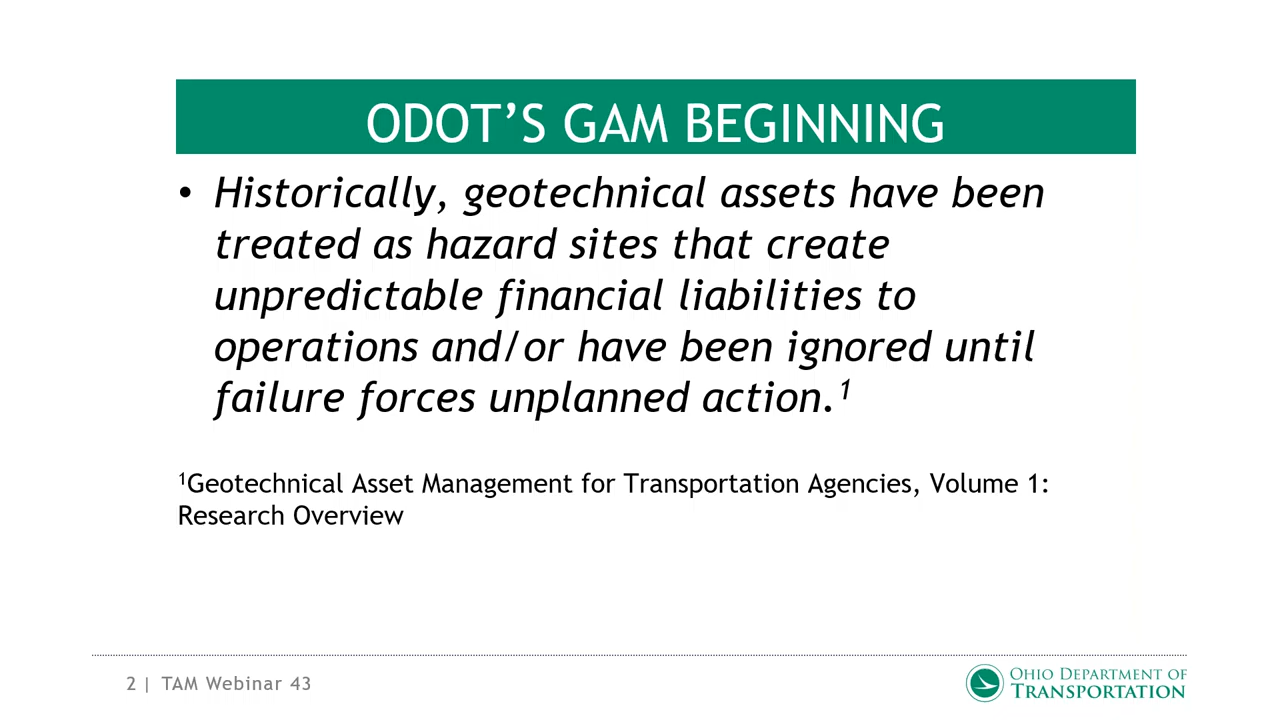 ODOT’S GAM BEGINNING
• Historically, geotechnical assets have been
treated as hazard sites that create
unpredictable financial liabilities to
operations and/or have been ignored until
failure forces unplanned action.¹
¹Geotechnical Asset Management for Transportation Agencies, Volume 1:
Research Overview
2 | TAM Webinar 43
OHIO DEPARTMENT OF
TRANSPORTATION